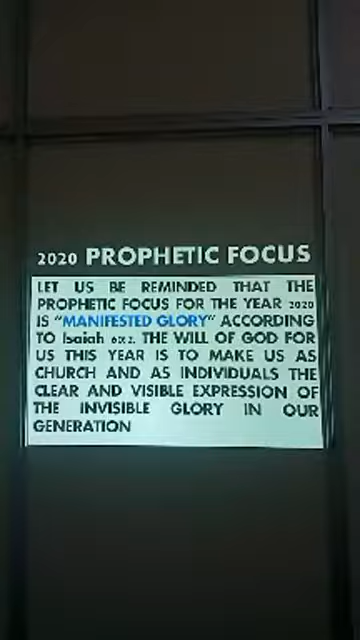 2020 PROPHETIC FOCUS
LET US BE REMINDED THAT THE
PROPHETIC FOCUS FOR THE YEAR 2020
IS "MANIFESTED GLORY" ACCORDING
TO Isaiah THE WILL OF GOD FOR
US THIS YEAR IS TO MAKE US AS
CHURCH AND AS INDIVIDUALS THE
CLEAR AND VISIBLE EXPRESSION OF
THE INVISIBLE GLORY IN OUR
GENERATION